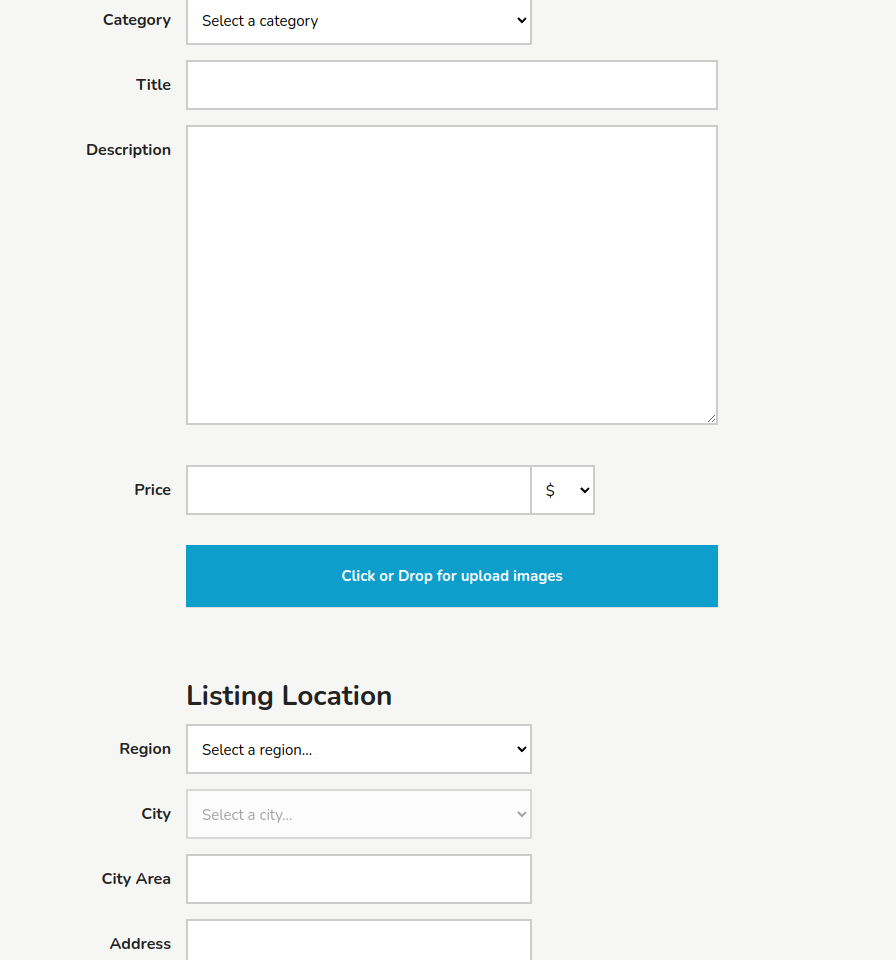 Category
Select a category
Title
Description
Price
$
Click or Drop for upload images
Listing Location
Region
Select a region...
City
Select a city...
City Area
Address